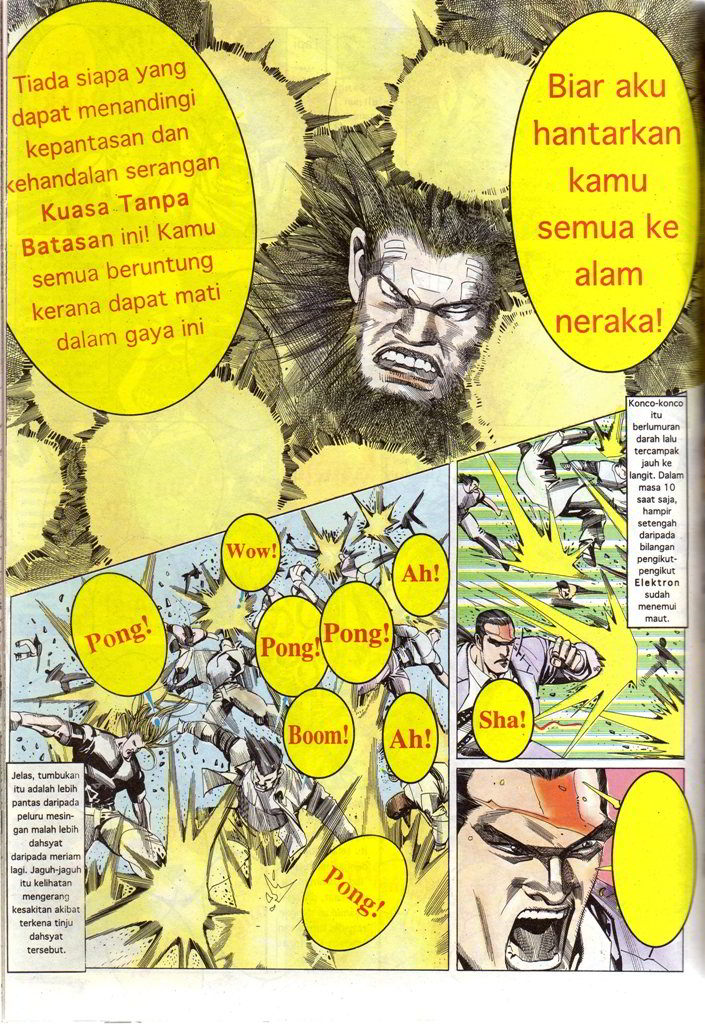 Tiada siapa yang
dapat menandingi
kepantasan dan
kehandalan serangan
Kuasa Tanpa
Batasan ini! Kamu
semua beruntung
kerana dapat mati
dalam gaya ini
Biar aku
hantarkan
kamu
semua ke
alam
neraka!
Konco-konco
itu
berlumuran
darah lalu
tercampak
jauh ke
langit. Dalam
masa 10
saat saja,
hampir
setengah
daripada
bilangan
pengikut-
pengikut
Elektron
sudah
menemui
maut.
Wow!
Ah!
Pong!
Pong!
Pong!
Boom!
Ah!
Pong!
Sha!
Jelas, tumbukan
itu adalah lebih
pantas daripada
peluru mesin-
gan malah lebih
dahsyat
daripada meriam
lagi. Jaguh-jaguh
itu kelihatan
mengerang
kesakitan akibat
terkena tinju
dahsyat
tersebut.